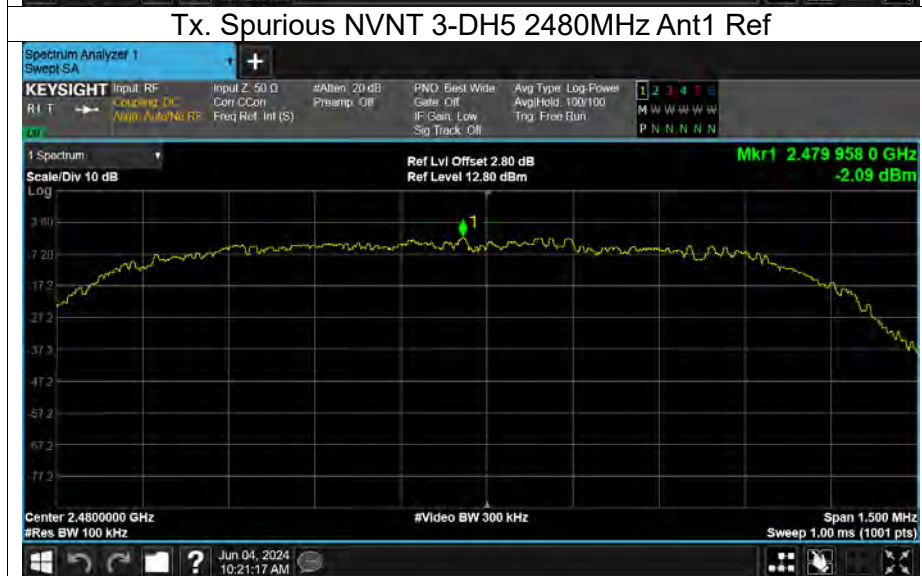 Tx. Spurious NVNT 3-DH5 2480MHz Ant1 Ref
Spectrum Analyzer 1
Swept SA
+
KEYSIGHT Input: RF Input Z: 50 Ω #Atten: 20 dB PNO: Best Wide Avg Type: Log-Power 1 2 3 4 5 6
RLT Coupling: DC Corr CCorr Preamp: Off Gate: Off Avg|Hold: 100/100 M W W W W W
Align: Auto/No RF Freq Ref: Int (S) IF Gain: Low Trig: Free Run
Sig Track: Off P N N N N N
1 Spectrum Ref Lvl Offset 2.80 dB Mkr1 2.479 958 0 GHz
Scale/Div 10 dB Ref Level 12.80 dBm -2.09 dBm
Log
1
2.80
-7.20
-17.2
-27.2
-37.2
-47.2
-57.2
-67.2
-77.2
Center 2.4800000 GHz #Video BW 300 kHz Span 1.500 MHz
#Res BW 100 kHz Sweep 1.00 ms (1001 pts)
? Jun 04, 2024
10:21:17 AM